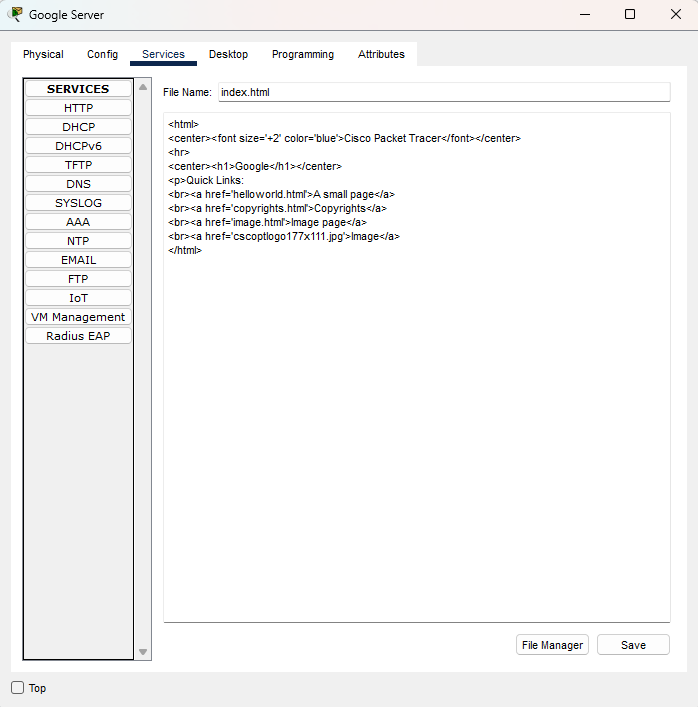 Google Server
Physical Config Services Desktop Programming Attributes
SERVICES
HTTP
DHCP
DHCPv6
TFTP
DNS
SYSLOG
AAA
NTP
EMAIL
FTP
IoT
VM Management
Radius EAP
File Name: index.html
<html>
<center><font size='+2' color='blue'>Cisco Packet Tracer</font></center>
<hr>
<center><h1>Google</h1></center>
<p>Quick Links:
<br><a href='helloworld.html'>A small page</a>
<br><a href='copyrights.html'>Copyrights</a>
<br><a href='image.html'>Image page</a>
<br><a href='cscoptlogo177x111.jpg'>Image</a>
</html>
File Manager Save
Top